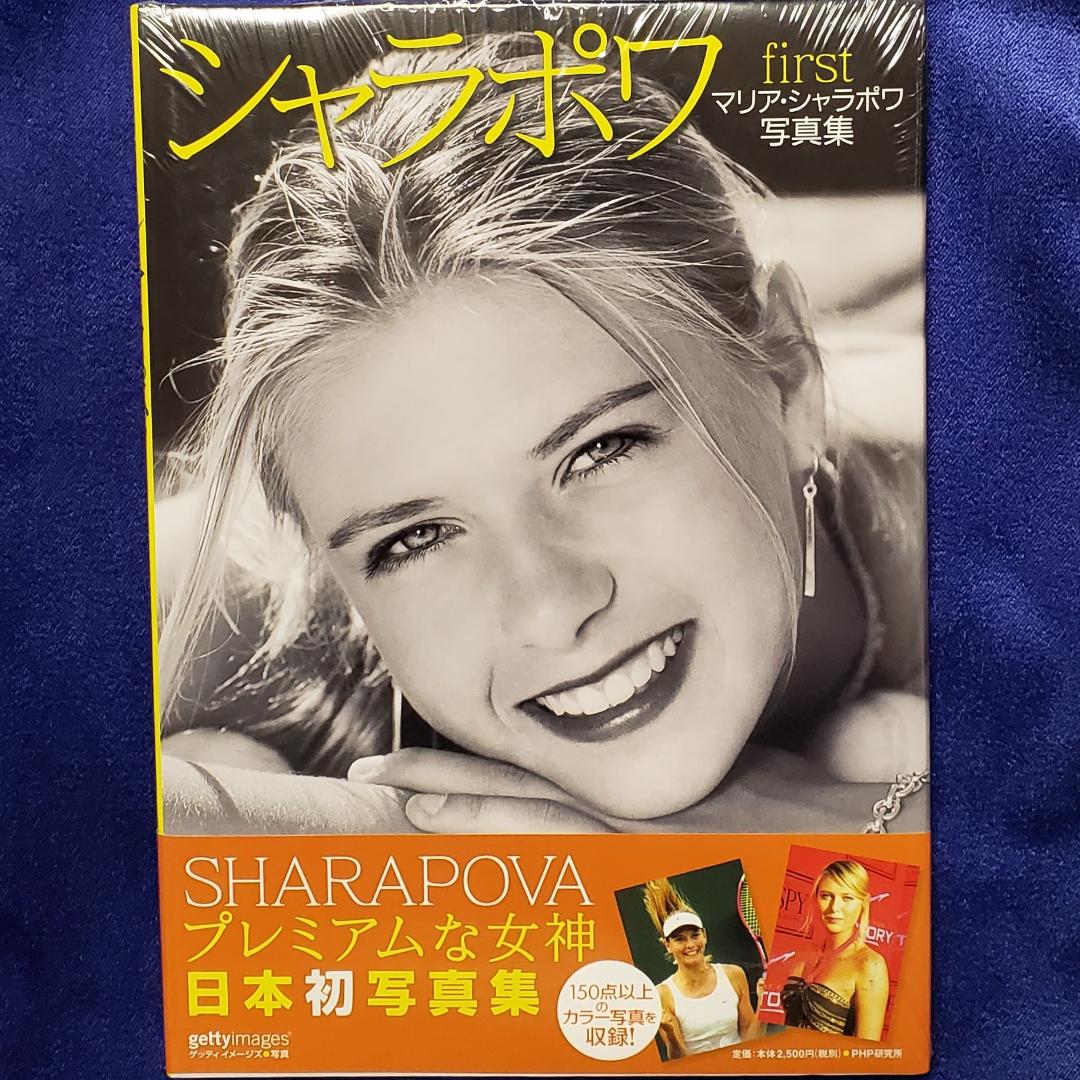 シャラポワ
first
マリア・シャラポワ
写真集
SHARAPOVA
プレミアムな女神
日本初写真集
150点以上
の
カラー写真を
収録!
SPY
ORY T
TO
gettyimages®
ゲッティイメージズ●写真
定価:本体2,500円(税別)●PHP研究所